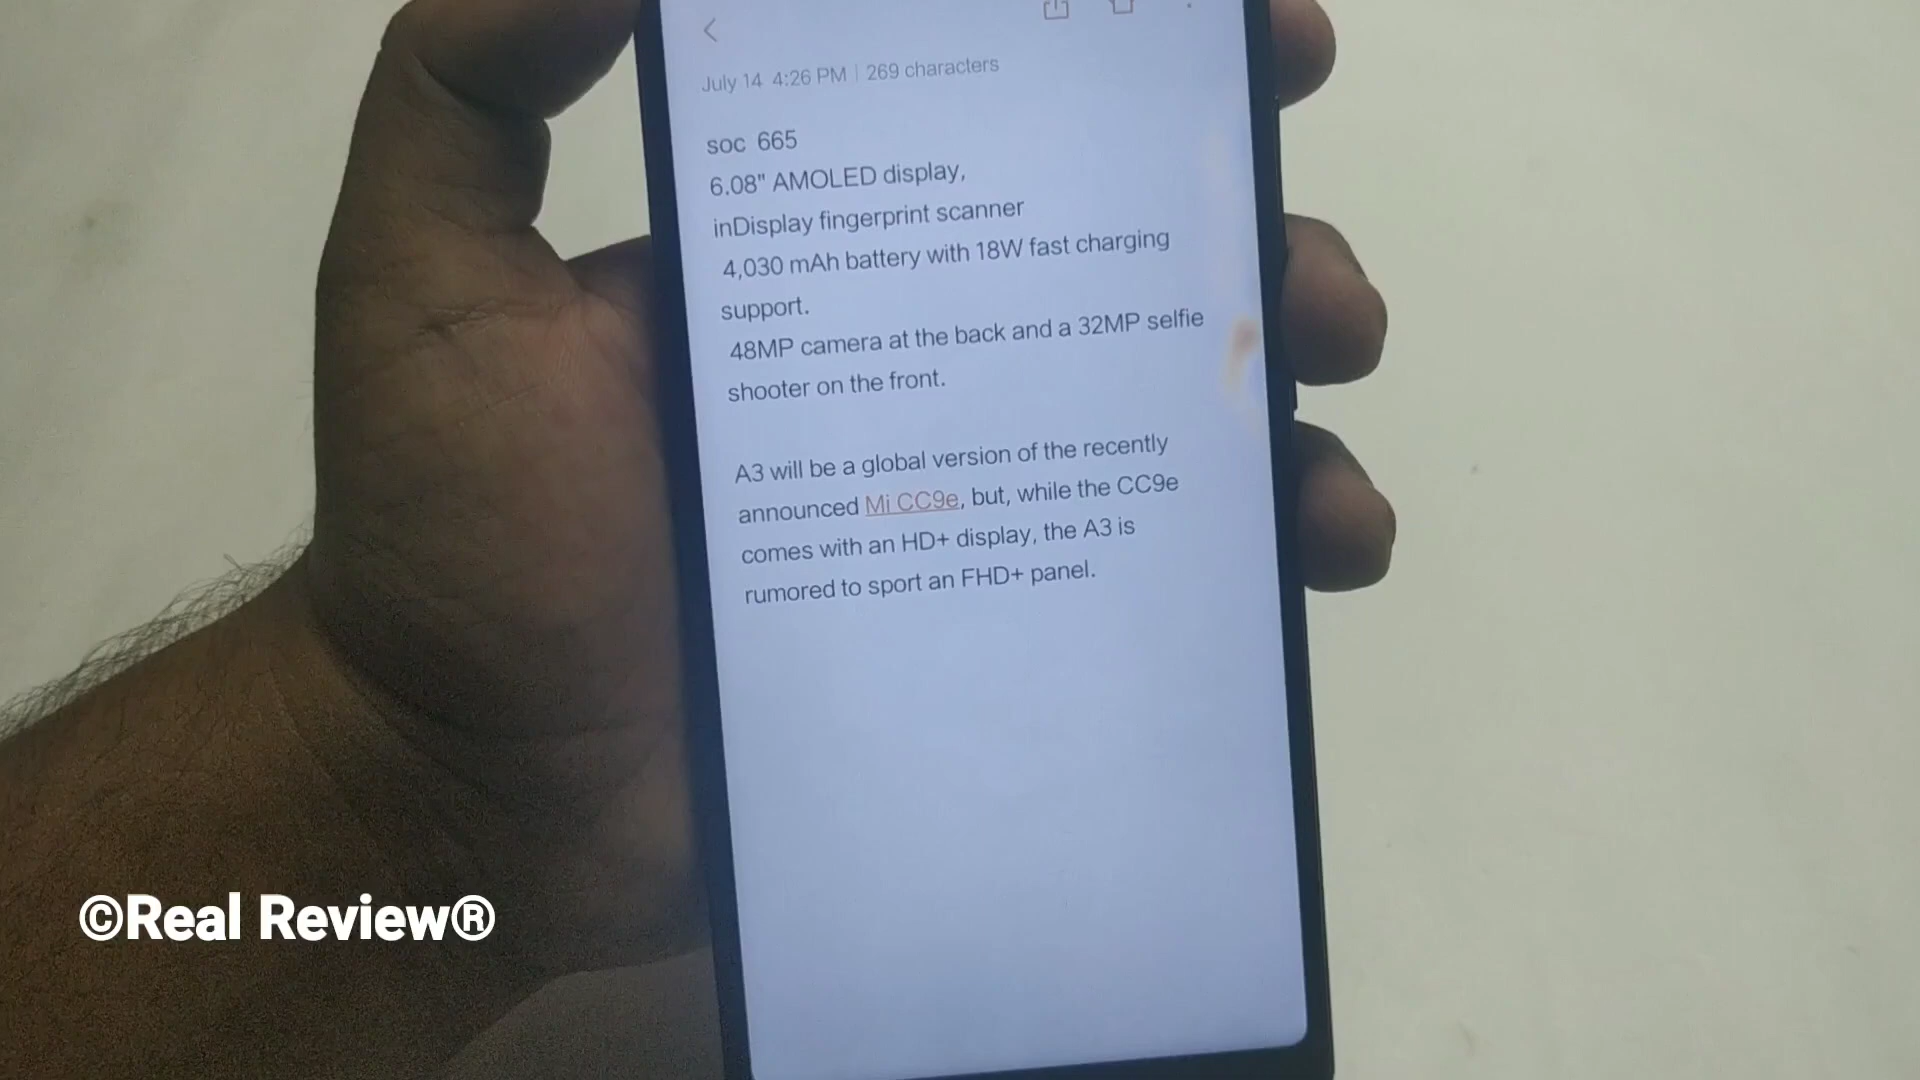 July 14 4:26 PM | 269 characters
soc 665
6.08" AMOLED display,
inDisplay fingerprint scanner
4,030 mAh battery with 18W fast charging
support.
48MP camera at the back and a 32MP selfie
shooter on the front.
A3 will be a global version of the recently
announced Mi CC9e, but, while the CC9e
comes with an HD+ display, the A3 is
rumored to sport an FHD+ panel.
©Real Review®